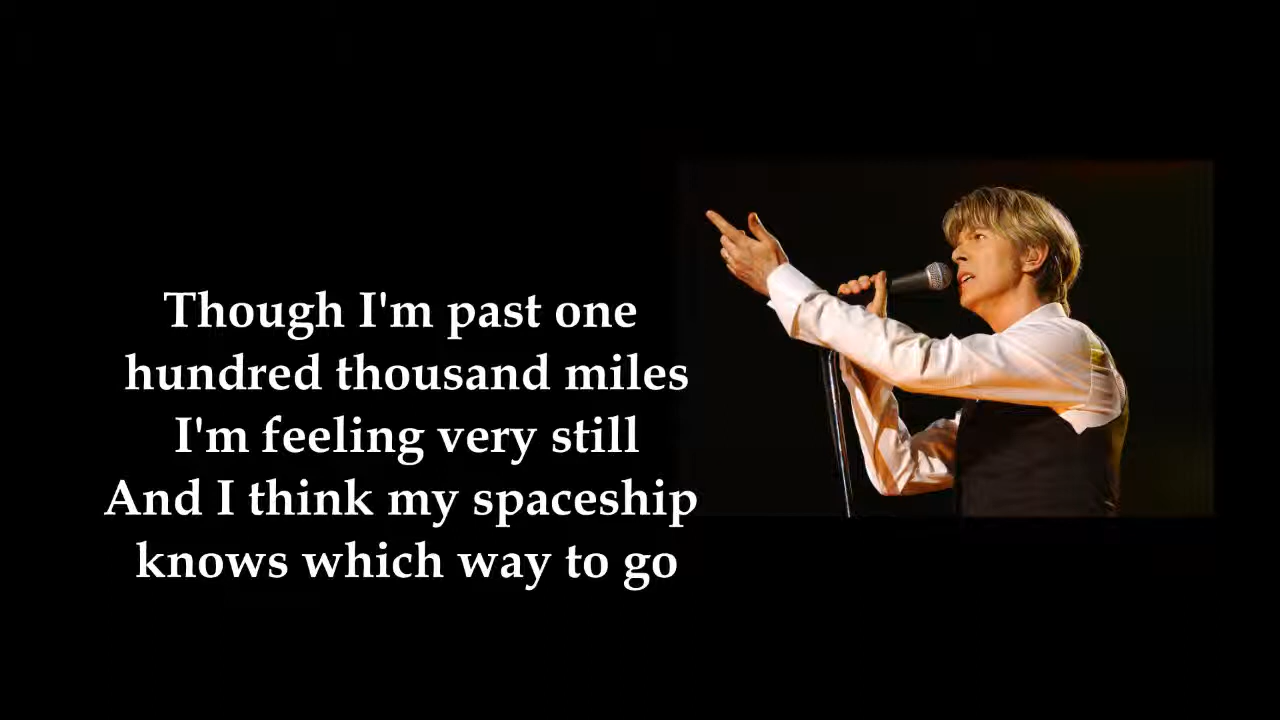 Though I'm past one
hundred thousand miles
I'm feeling very still
And I think my spaceship
knows which way to go